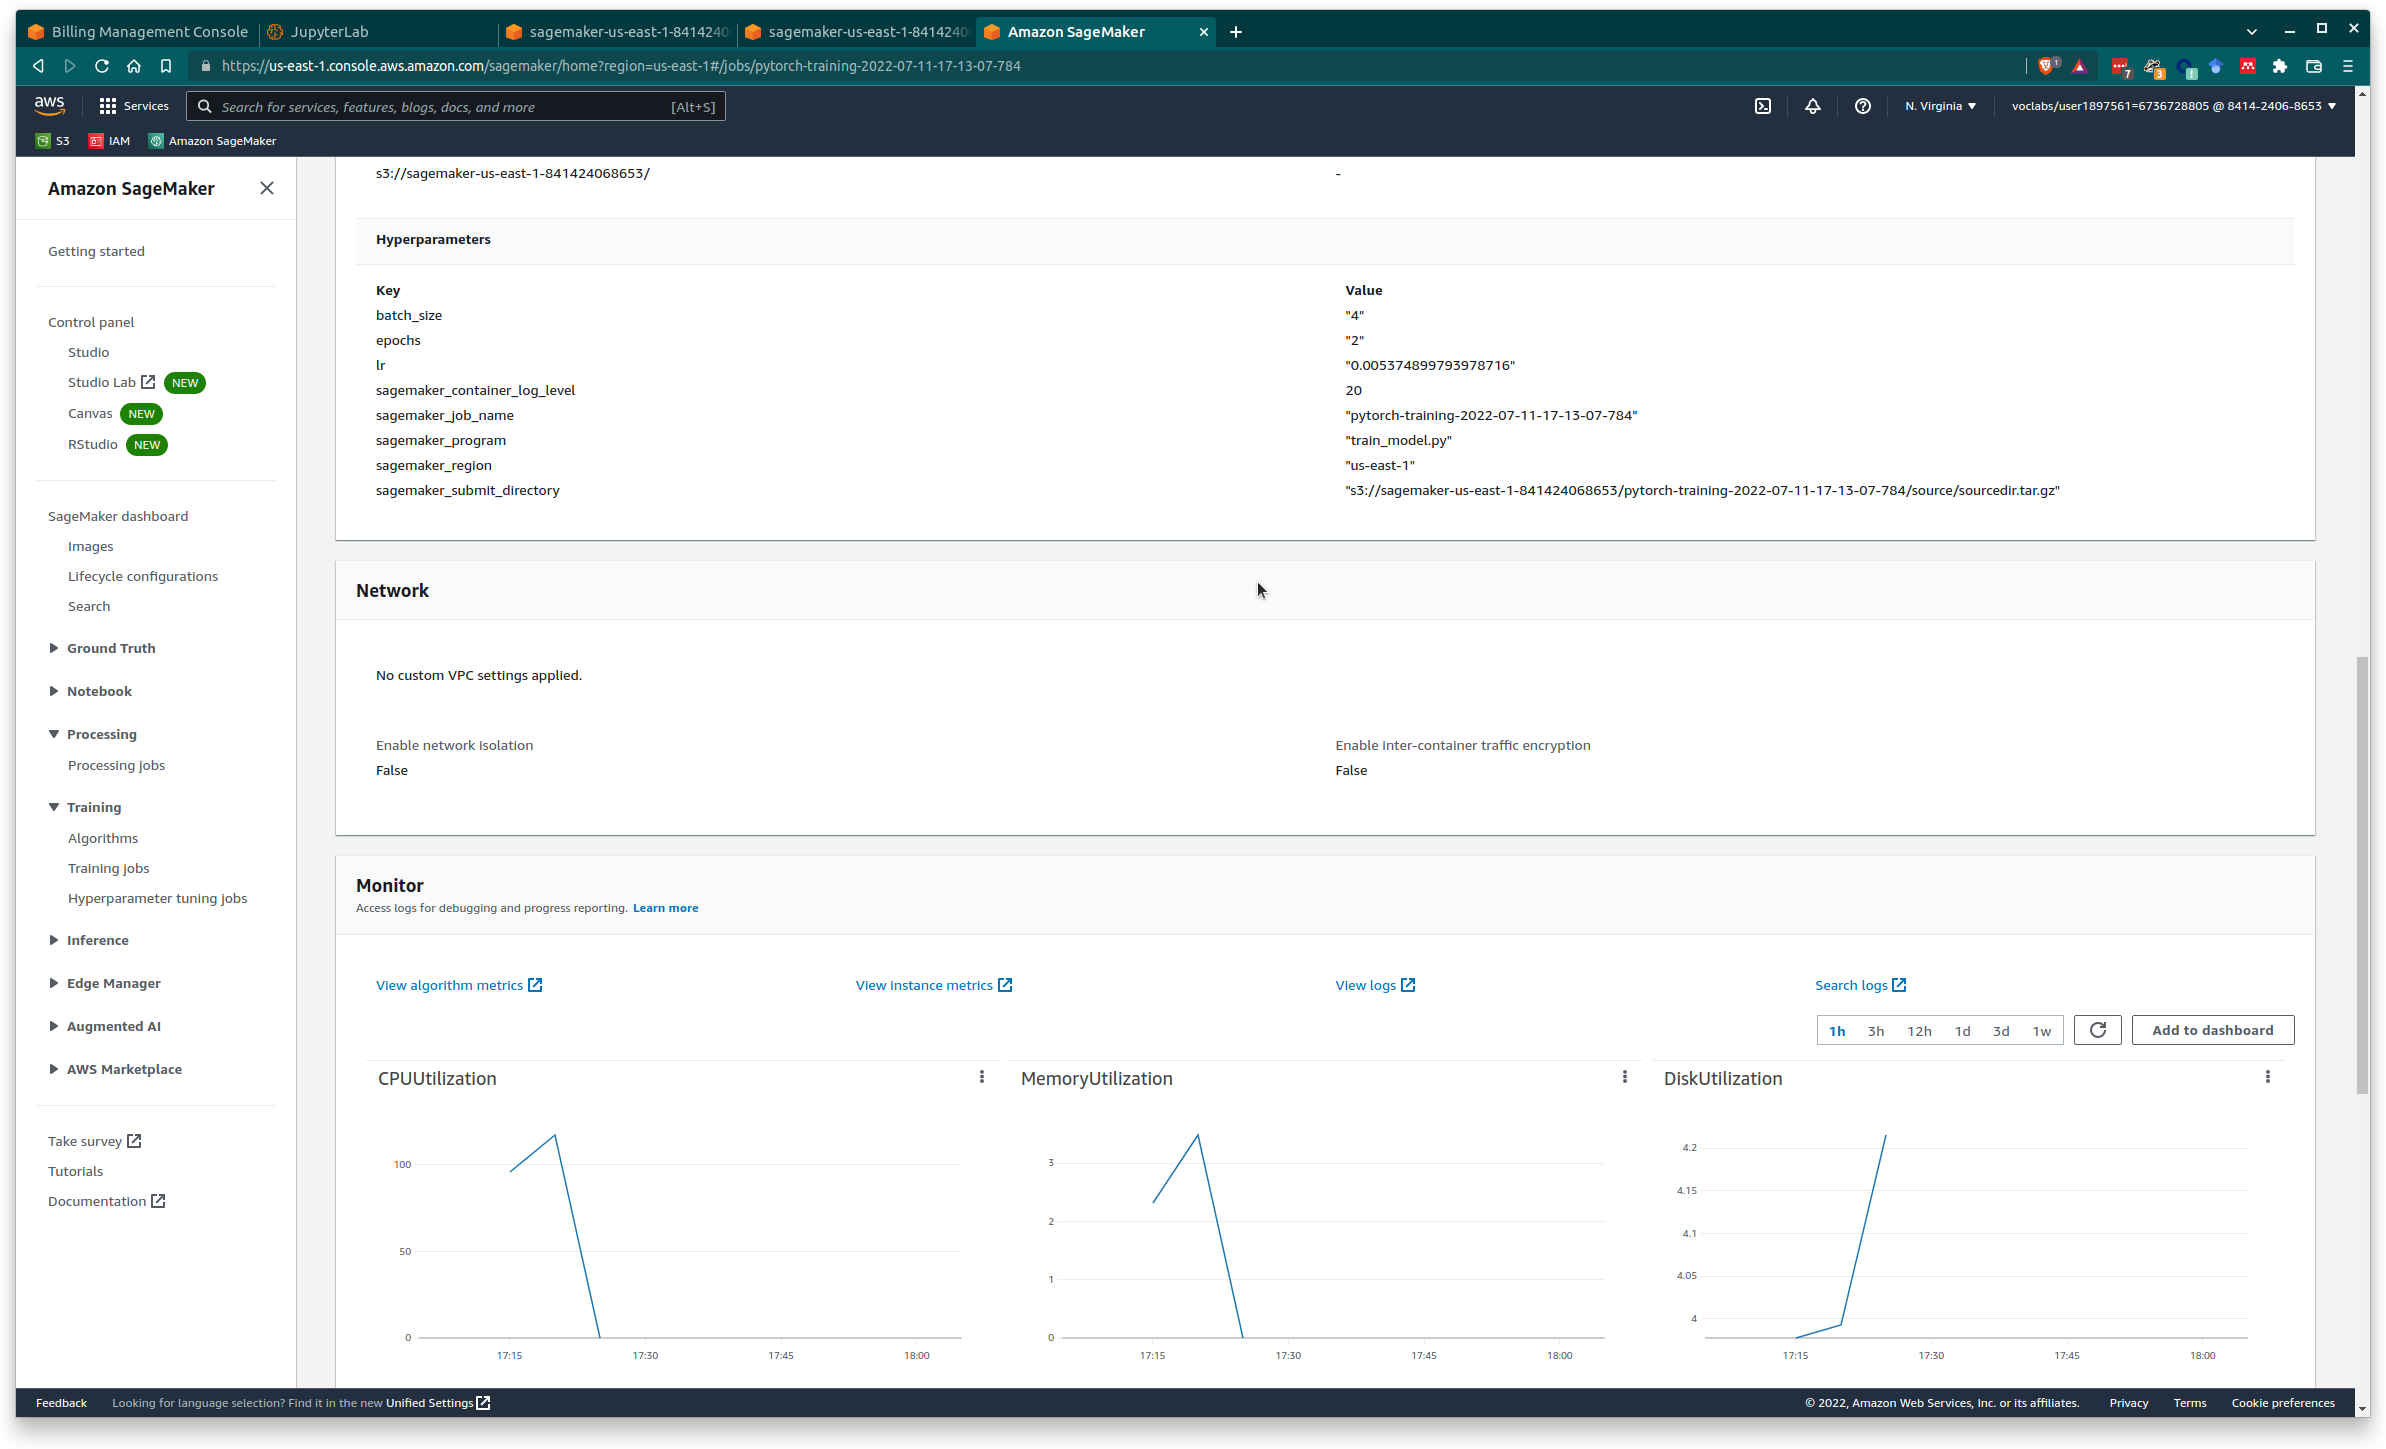 Billing Management Console
JupyterLab
sagemaker-us-east-1-8414240
sagemaker-us-east-1-8414240
Amazon SageMaker
https://us-east-1.console.aws.amazon.com/sagemaker/home?region=us-east-1#/jobs/pytorch-training-2022-07-11-17-13-07-784
1
7
3
aws
Services
Search for services, features, blogs, docs, and more
[Alt+S]
N. Virginia
voclabs/user1897561=6736728805 @ 8414-2406-8653
S3
IAM
Amazon SageMaker
Amazon SageMaker
Getting started
Control panel
Studio
Studio Lab NEW
Canvas NEW
RStudio NEW
SageMaker dashboard
Images
Lifecycle configurations
Search
Ground Truth
Notebook
Processing
Processing jobs
Training
Algorithms
Training jobs
Hyperparameter tuning jobs
Inference
Edge Manager
Augmented AI
AWS Marketplace
Take survey
Tutorials
Documentation
s3://sagemaker-us-east-1-841424068653/ -
Hyperparameters
Key Value
batch_size "4"
epochs "2"
lr "0.005374899793978716"
sagemaker_container_log_level 20
sagemaker_job_name "pytorch-training-2022-07-11-17-13-07-784"
sagemaker_program "train_model.py"
sagemaker_region "us-east-1"
sagemaker_submit_directory "s3://sagemaker-us-east-1-841424068653/pytorch-training-2022-07-11-17-13-07-784/source/sourcedir.tar.gz"
Network
No custom VPC settings applied.
Enable network isolation
False
Enable inter-container traffic encryption
False
Monitor
Access logs for debugging and progress reporting. Learn more
View algorithm metrics
View instance metrics
View logs
Search logs
1h 3h 12h 1d 3d 1w
Add to dashboard
CPUUtilization
100
50
0
17:15 17:30 17:45 18:00
MemoryUtilization
3
2
1
0
17:15 17:30 17:45 18:00
DiskUtilization
4.2
4.15
4.1
4.05
4
17:15 17:30 17:45 18:00
Feedback
Looking for language selection? Find it in the new Unified Settings
© 2022, Amazon Web Services, Inc. or its affiliates.
Privacy
Terms
Cookie preferences